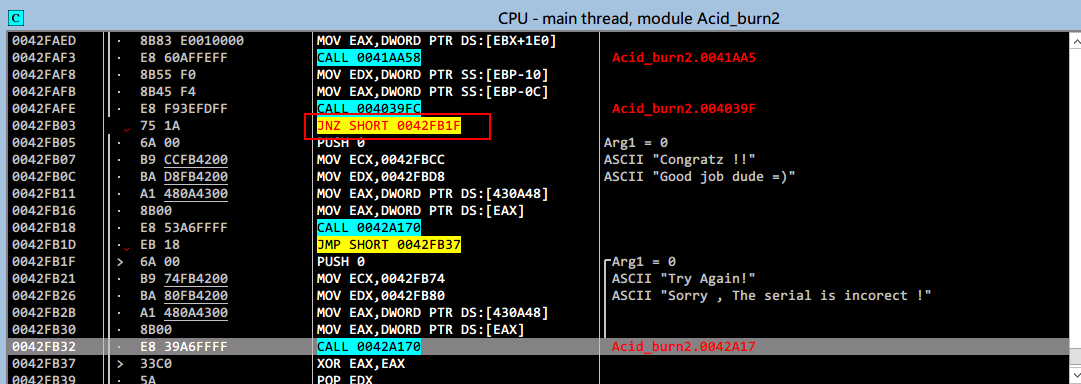 C CPU - main thread, module Acid_burn2
0042FAED · 8B83 E0010000 MOV EAX,DWORD PTR DS:[EBX+1E0]
0042FAF3 · E8 60AFFEFF CALL 0041AA58 Acid_burn2.0041AA5
0042FAF8 · 8B55 F0 MOV EDX,DWORD PTR SS:[EBP-10]
0042FAFB · 8B45 F4 MOV EAX,DWORD PTR SS:[EBP-0C]
0042FAFE · E8 F93EFDFF CALL 004039FC Acid_burn2.004039F
0042FB03 75 1A JNZ SHORT 0042FB1F
0042FB05 · 6A 00 PUSH 0 Arg1 = 0
0042FB07 · B9 CCFB4200 MOV ECX,0042FBCC ASCII "Congratz !!"
0042FB0C · BA D8FB4200 MOV EDX,0042FBD8 ASCII "Good job dude =)"
0042FB11 · A1 480A4300 MOV EAX,DWORD PTR DS:[430A48]
0042FB16 · 8B00 MOV EAX,DWORD PTR DS:[EAX]
0042FB18 · E8 53A6FFFF CALL 0042A170
0042FB1D · EB 18 JMP SHORT 0042FB37
0042FB1F > 6A 00 PUSH 0 Arg1 = 0
0042FB21 · B9 74FB4200 MOV ECX,0042FB74 ASCII "Try Again!"
0042FB26 · BA 80FB4200 MOV EDX,0042FB80 ASCII "Sorry , The serial is incorect !"
0042FB2B · A1 480A4300 MOV EAX,DWORD PTR DS:[430A48]
0042FB30 · 8B00 MOV EAX,DWORD PTR DS:[EAX]
0042FB32 · E8 39A6FFFF CALL 0042A170 Acid_burn2.0042A17
0042FB37 > 33C0 XOR EAX,EAX
0042FB39 · 5A POP EDX